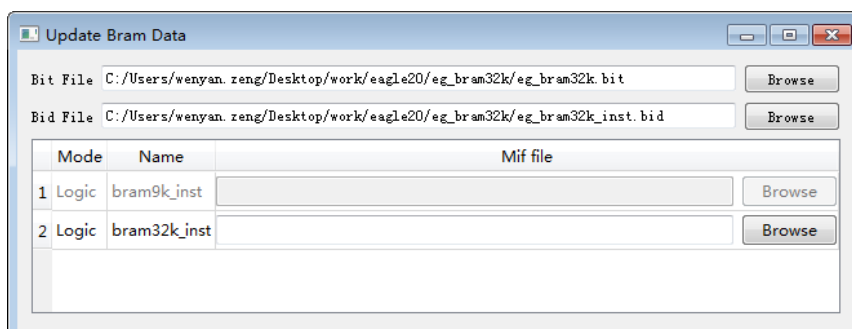 Update Bram Data
Bit File C:/Users/wenyan.zeng/Desktop/work/eagle20/eg_bram32k/eg_bram32k.bit Browse
Bid File C:/Users/wenyan.zeng/Desktop/work/eagle20/eg_bram32k/eg_bram32k_inst.bid Browse
Mode Name Mif file
1 Logic bram9k_inst Browse
2 Logic bram32k_inst Browse